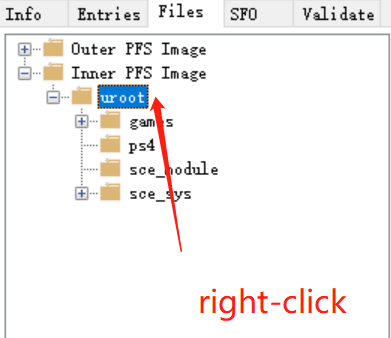 Info Entries Files SFO Validate
Outer PFS Image
Inner PFS Image
uroot
games
ps4
sce_module
sce_sys
right-click